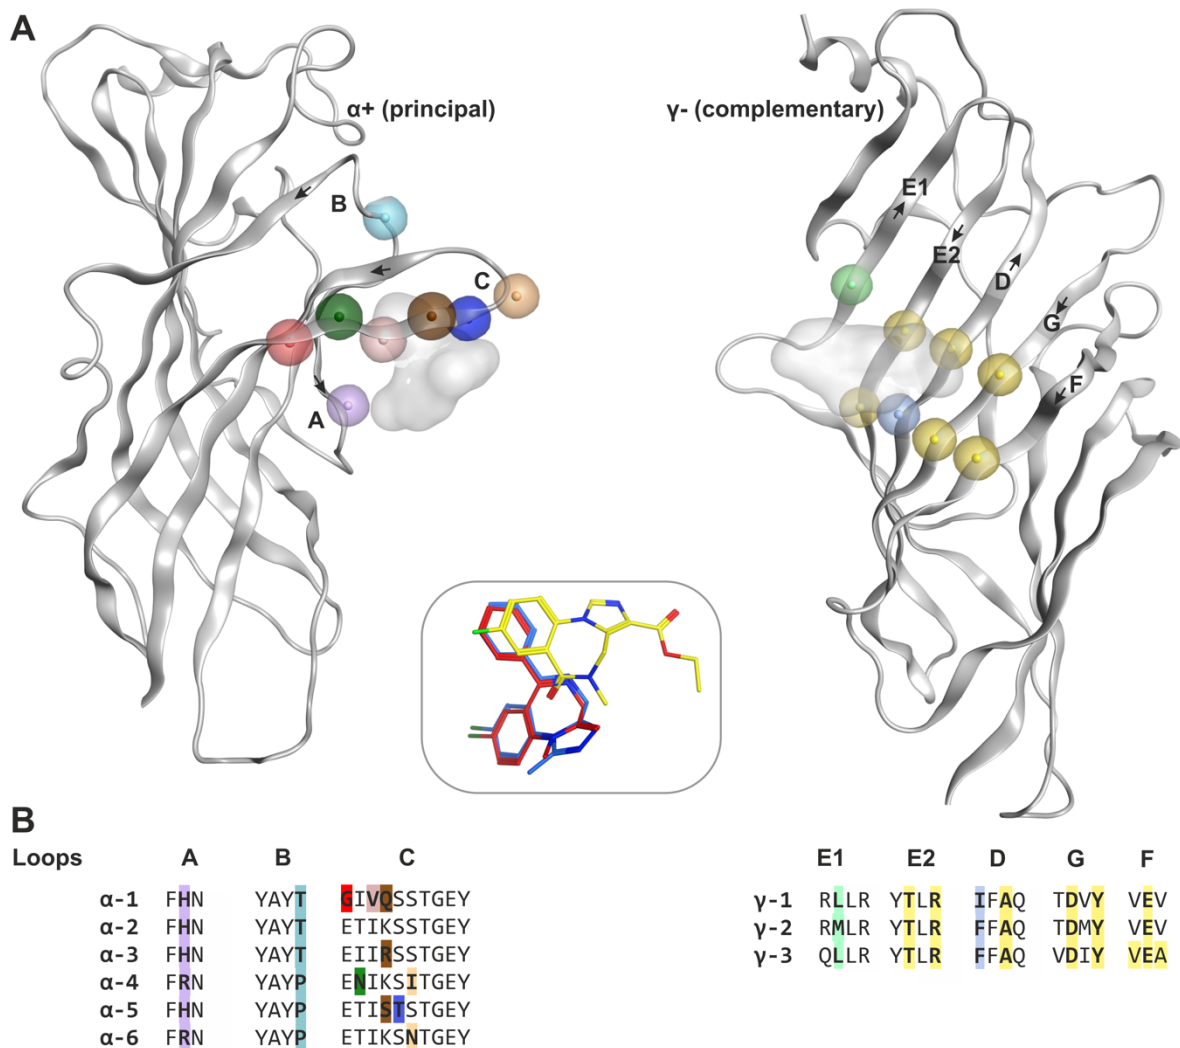 A
α+ (principal)
γ- (complementary)
B
C
A
E1
E2
D
G
F
B
Loops A B C E1 E2 D G F
α-1 FHN YAYT GIVQSSTGEY γ-1 RLLR YTLR IFAQ TDVY VEV
α-2 FHN YAYT ETIKSSTGEY γ-2 RMLR YTLR FFAQ TDMY VEV
α-3 FHN YAYT EIIRSSTGEY γ-3 QLLR YTLR FFAQ VDIY VEA
α-4 FRN YAYP ENIKSITGEY
α-5 FHN YAYP ETISTSTGEY
α-6 FRN YAYP ETIKSNTGEY